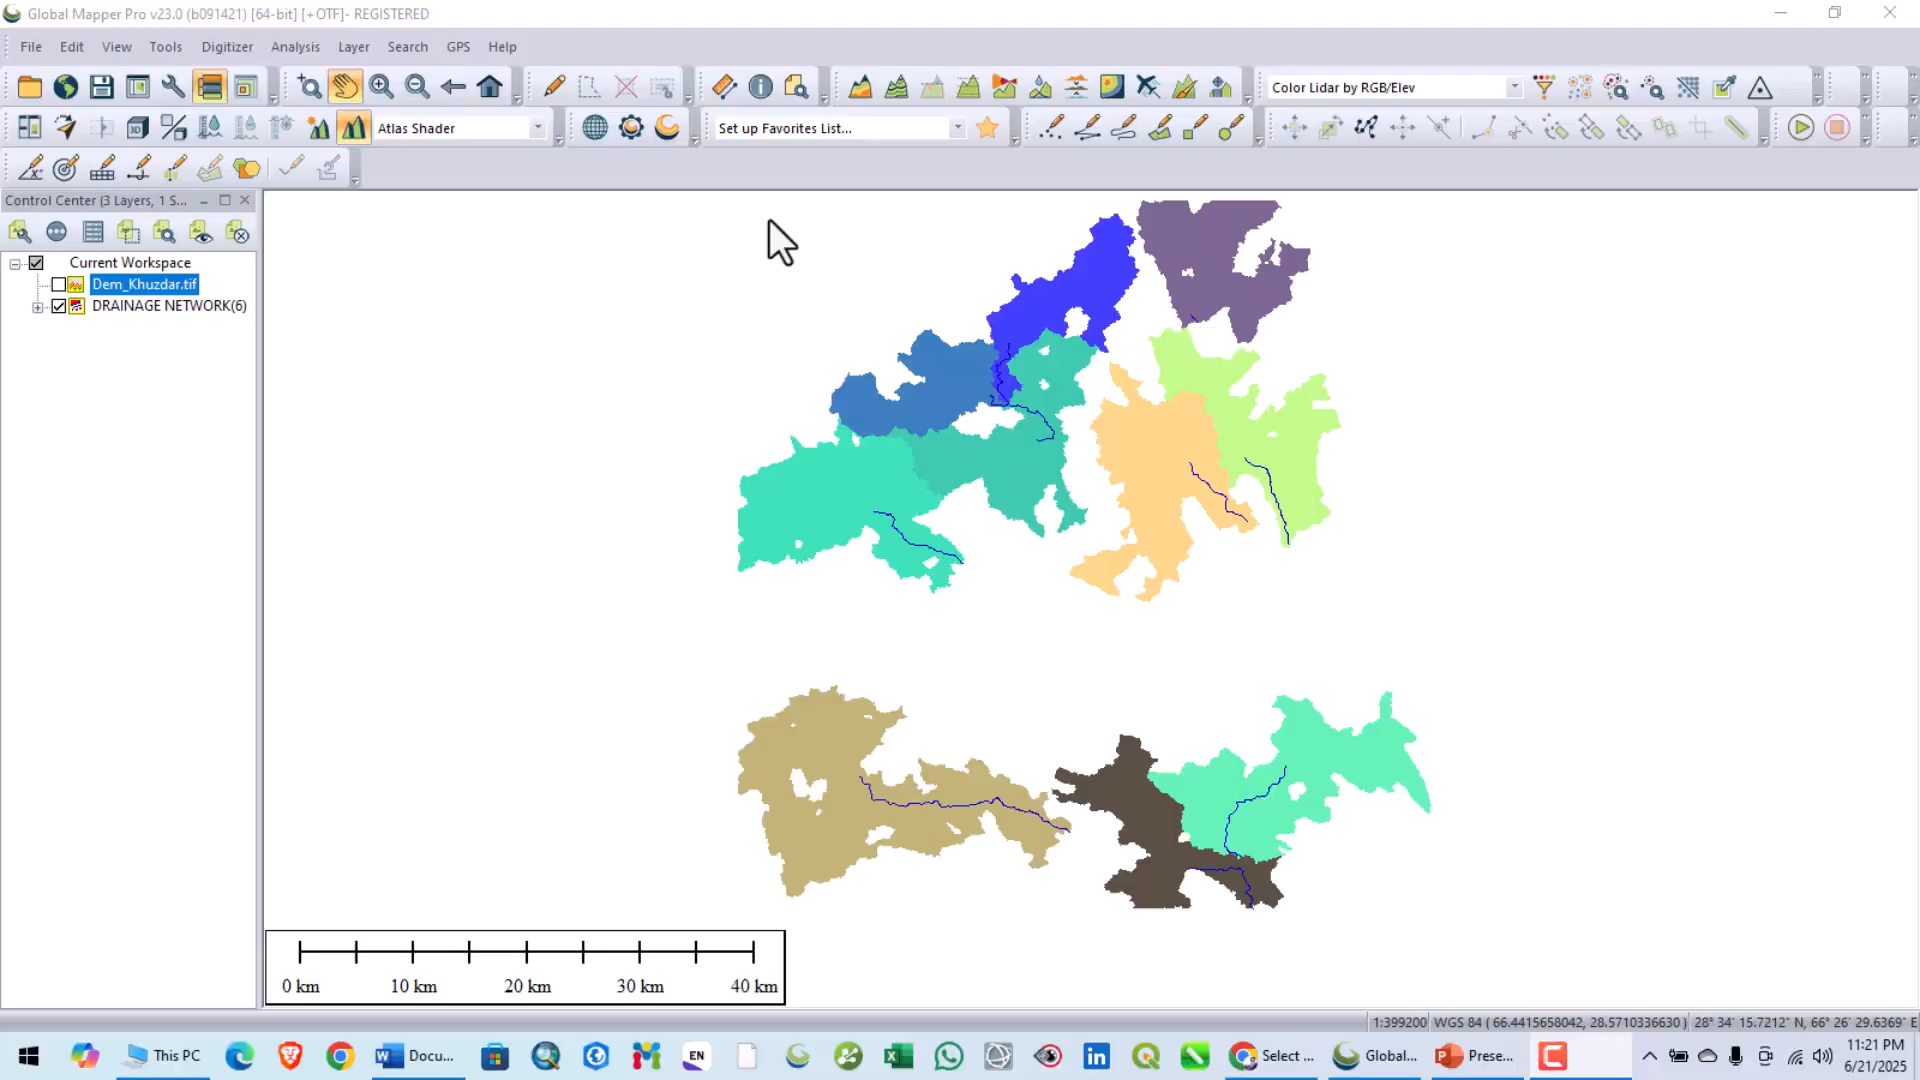 Global Mapper Pro v23.0 (b091421) [64-bit] [+OTF]- REGISTERED
File Edit View Tools Digitizer Analysis Layer Search GPS Help
Color Lidar by RGB/Elev
Atlas Shader
Set up Favorites List...
Control Center (3 Layers, 1 S...
Current Workspace
Dem_Khuzdar.tif
DRAINAGE NETWORK(6)
0 km 10 km 20 km 30 km 40 km
1:399200 WGS 84 ( 66.4415658042, 28.5710336630 ) 28° 34' 15.7212" N, 66° 26' 29.6369" E
This PC
Docu...
EN
Select ...
Global...
Prese...
11:21 PM
6/21/2025